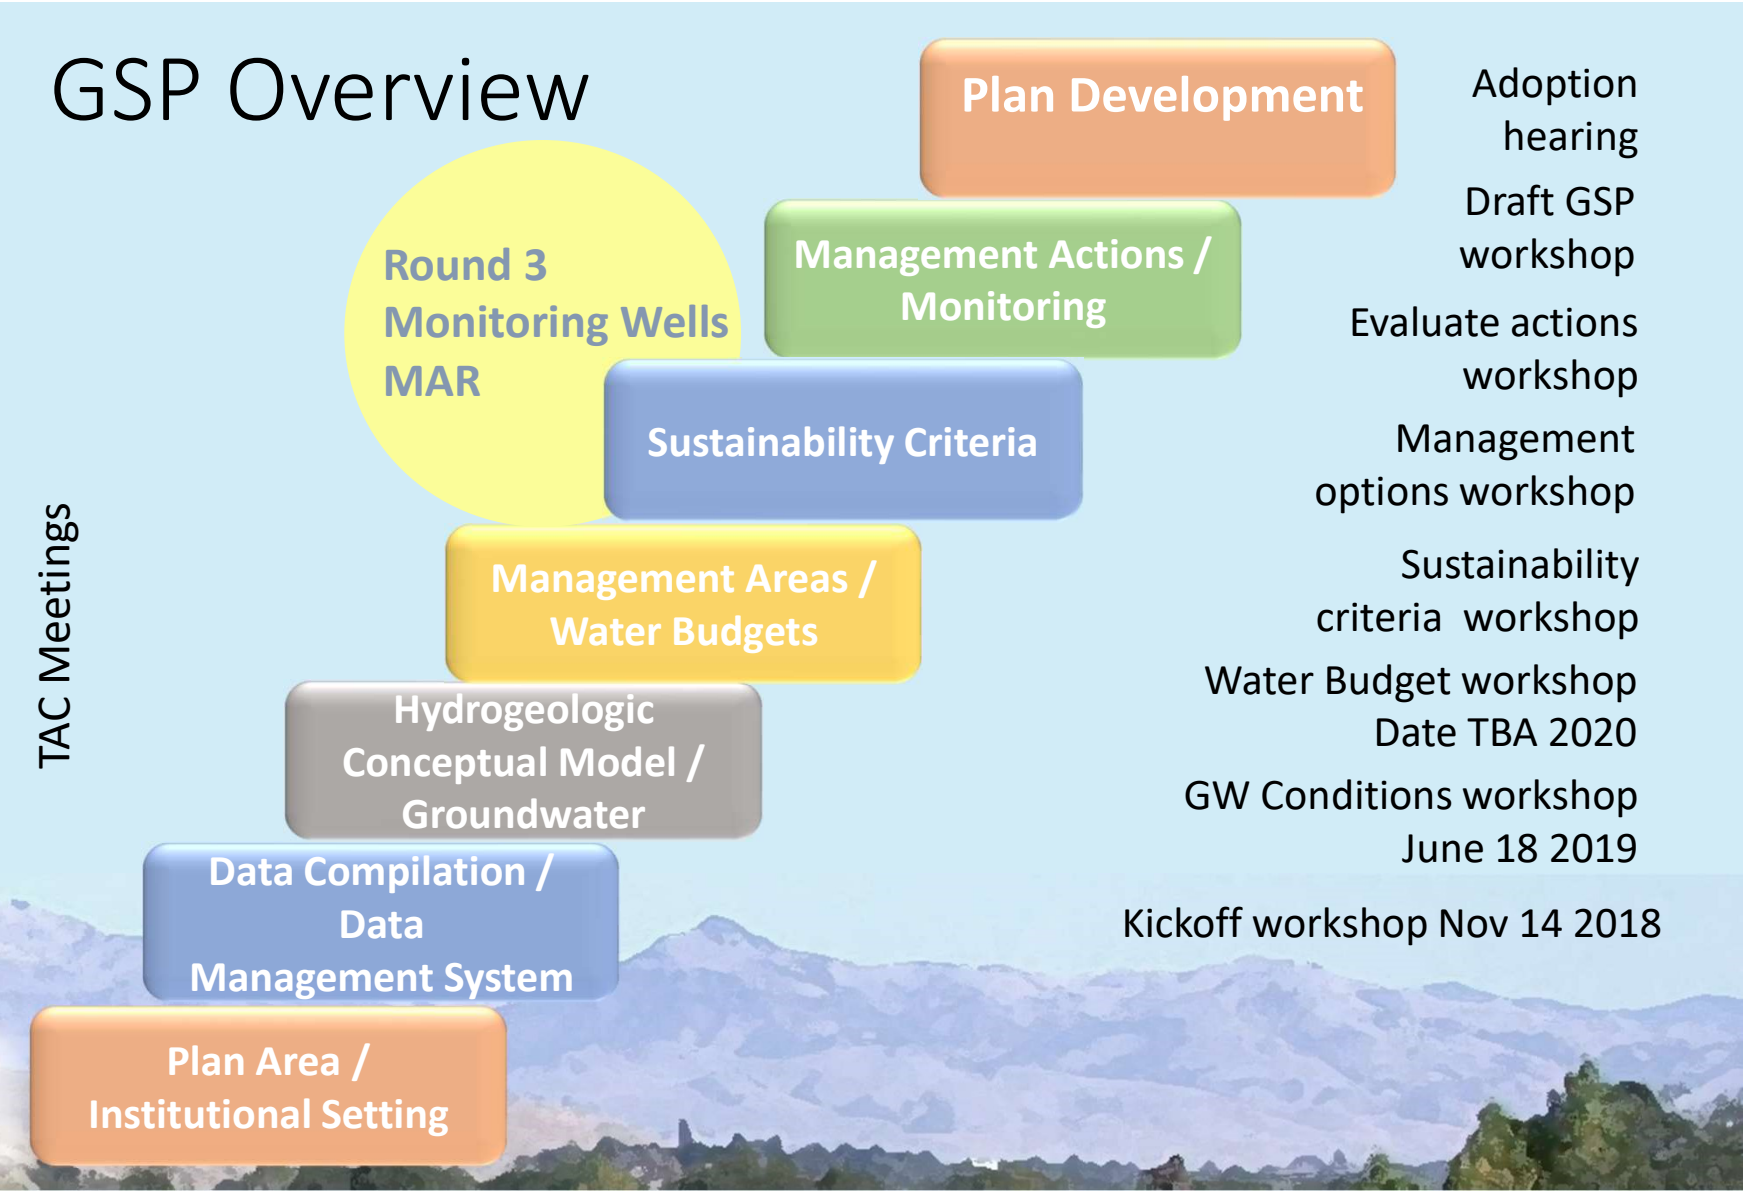 GSP Overview
Plan Development
Management Actions /
Monitoring
Round 3
Monitoring Wells
MAR
Sustainability Criteria
Management Areas /
Water Budgets
Hydrogeologic
Conceptual Model /
Groundwater
Data Compilation /
Data
Management System
Plan Area /
Institutional Setting
TAC Meetings
Adoption
hearing
Draft GSP
workshop
Evaluate actions
workshop
Management
options workshop
Sustainability
criteria  workshop
Water Budget workshop
Date TBA 2020
GW Conditions workshop
June 18 2019
Kickoff workshop Nov 14 2018